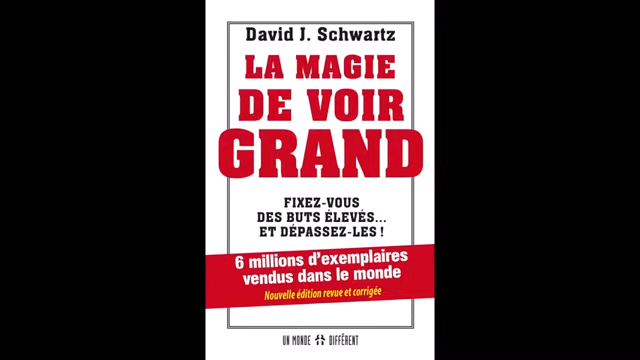 David J. Schwartz
LA MAGIE
DE VOIR
GRAND
FIXEZ-VOUS
DES BUTS ÉLEVÉS...
ET DÉPASSEZ-LES !
6 millions d'exemplaires
vendus dans le monde
Nouvelle édition revue et corrigée
UN MONDE DIFFÉRENT